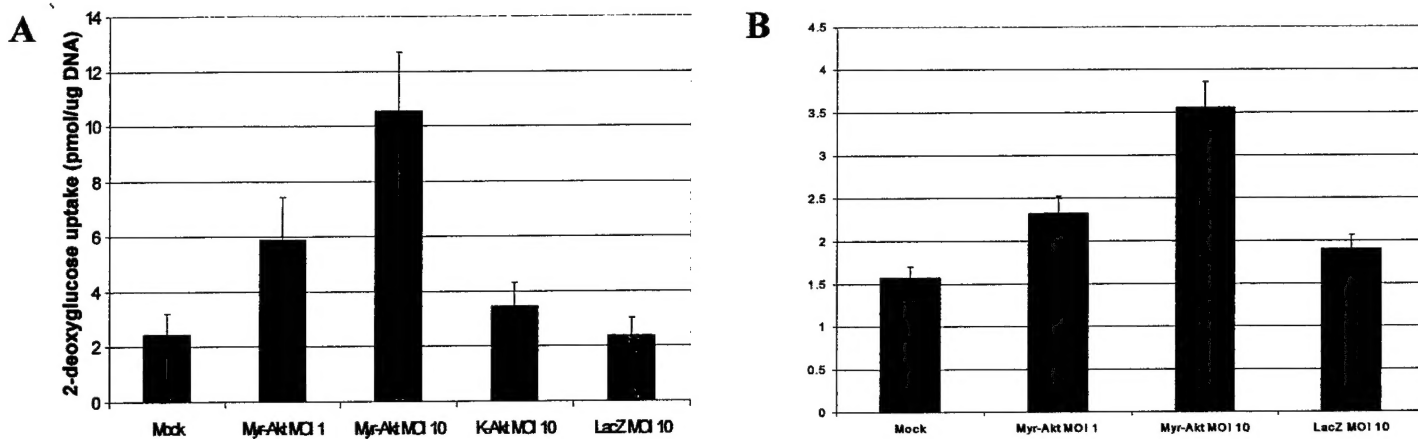 A
2-deoxyglucose uptake (pmol/ug DNA)
14
12
10
8
6
4
2
0
Mock
Myr-Akt MOI 1
Myr-Akt MOI 10
K-Akt MOI 10
LacZ MOI 10
B
4.5
4
3.5
3
2.5
2
1.5
1
0.5
0
Mock
Myr-Akt MOI 1
Myr-Akt MOI 10
LacZ MOI 10